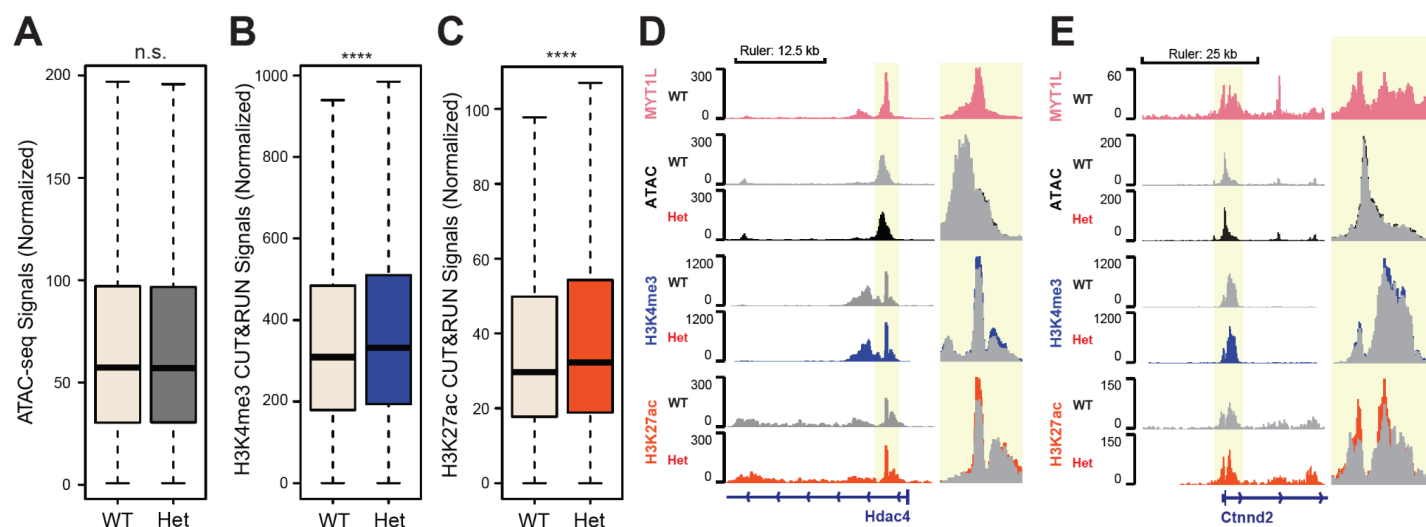 A
n.s.
ATAC-seq Signals (Normalized)
200
150
100
50
0
WT
Het
B
****
H3K4me3 CUT&RUN Signals (Normalized)
1000
800
600
400
200
0
WT
Het
C
****
H3K27ac CUT&RUN Signals (Normalized)
100
80
60
40
20
0
WT
Het
D
Ruler: 12.5 kb
MYT1L
WT
300
0
ATAC
WT
300
0
Het
300
0
H3K4me3
WT
1200
0
Het
1200
0
H3K27ac
WT
300
0
Het
300
0
Hdac4
E
Ruler: 25 kb
MYT1L
WT
60
0
ATAC
WT
200
0
Het
200
0
H3K4me3
WT
1200
0
Het
1200
0
H3K27ac
WT
150
0
Het
150
0
Ctnnd2